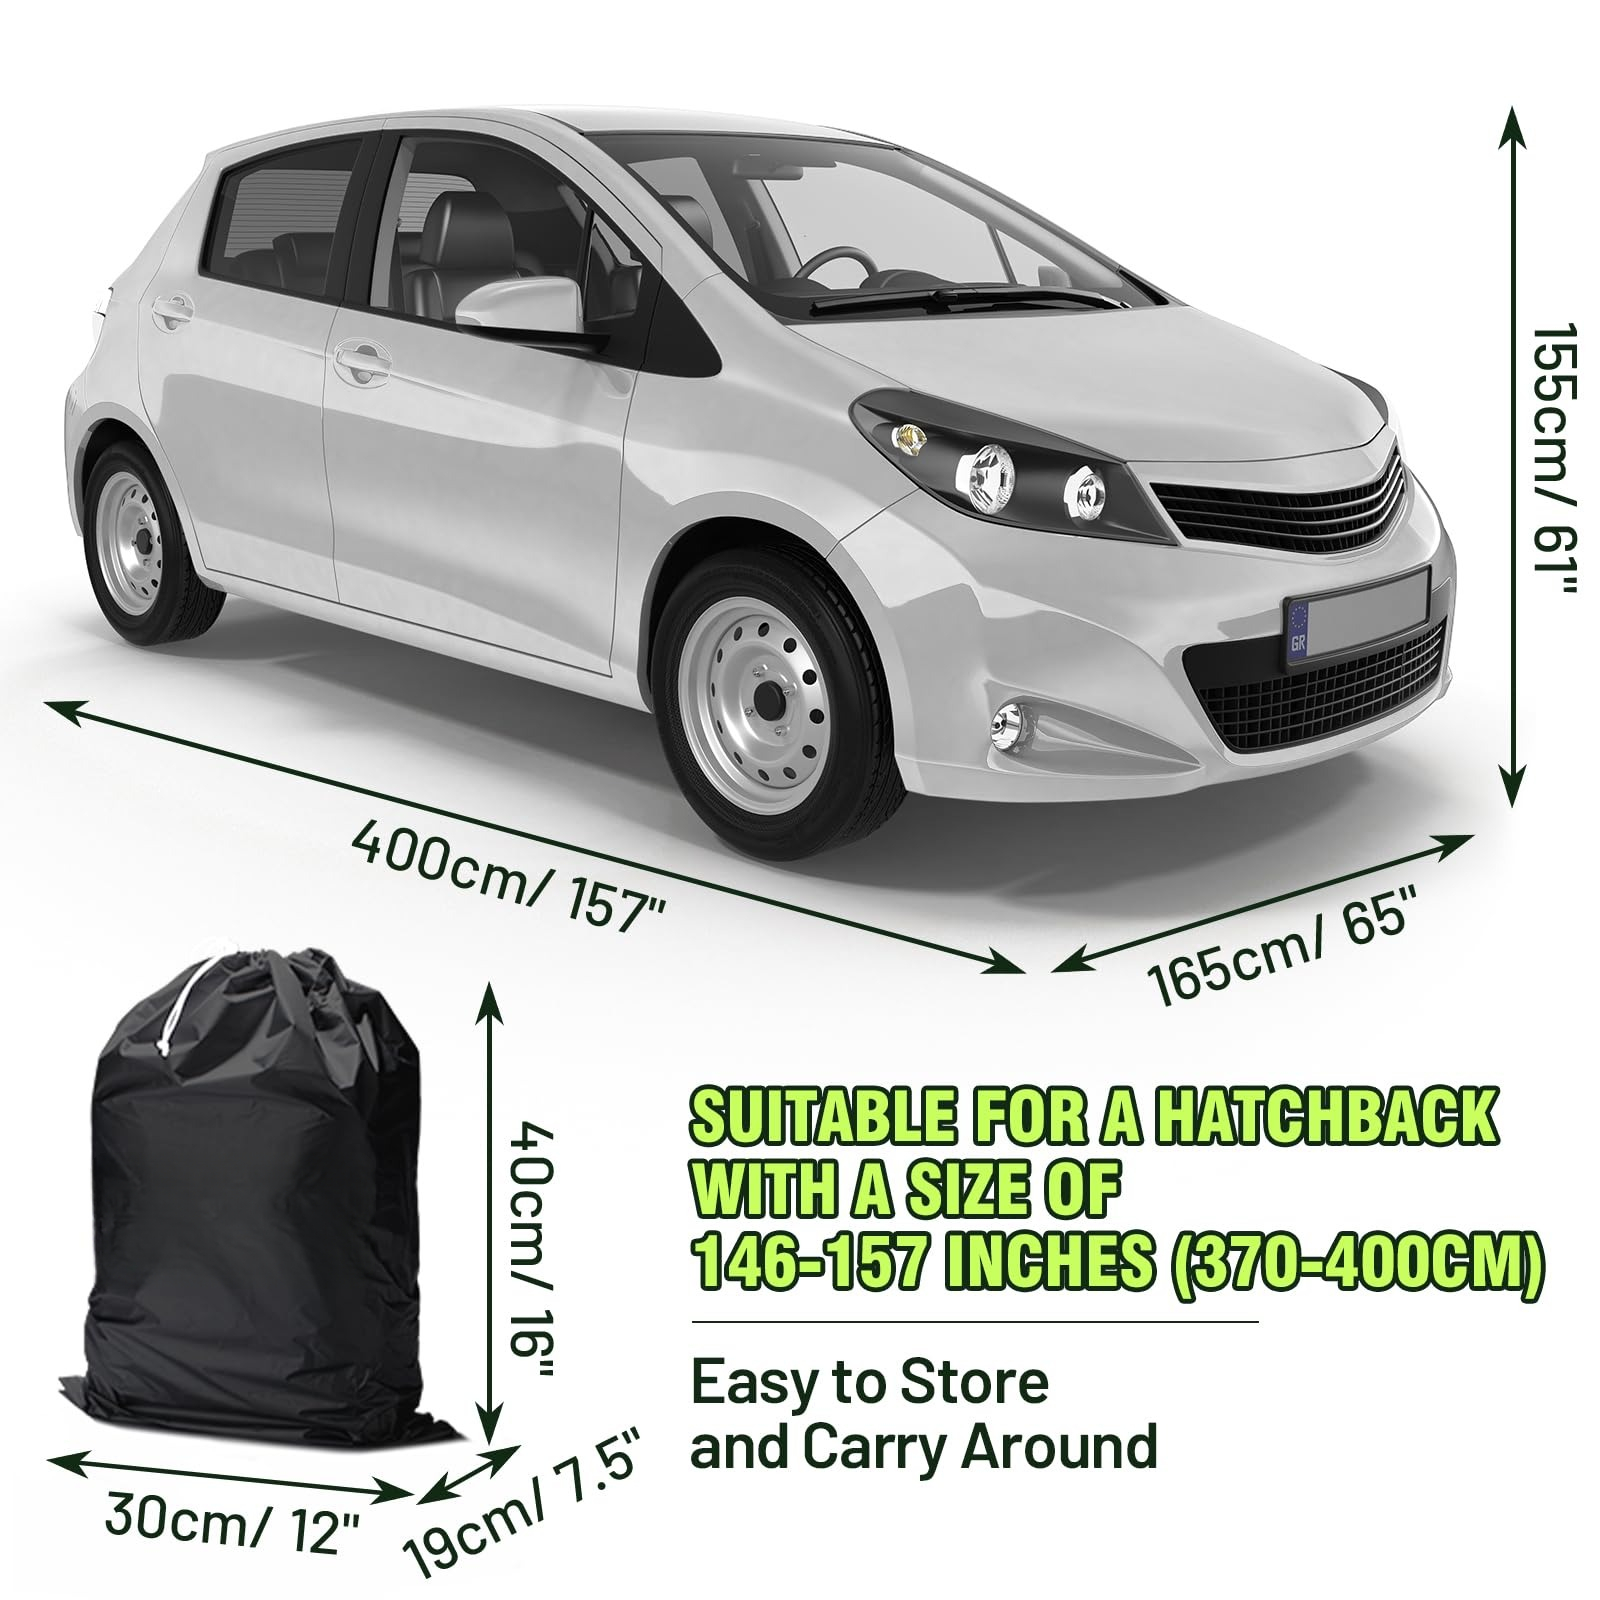 155cm/ 61"
GR
400cm/ 157"
165cm/ 65"
40cm/ 16"
SUITABLE FOR A HATCHBACK
WITH A SIZE OF
146-157 INCHES (370-400CM)
Easy to Store
and Carry Around
30cm/ 12"
19cm/ 7.5"